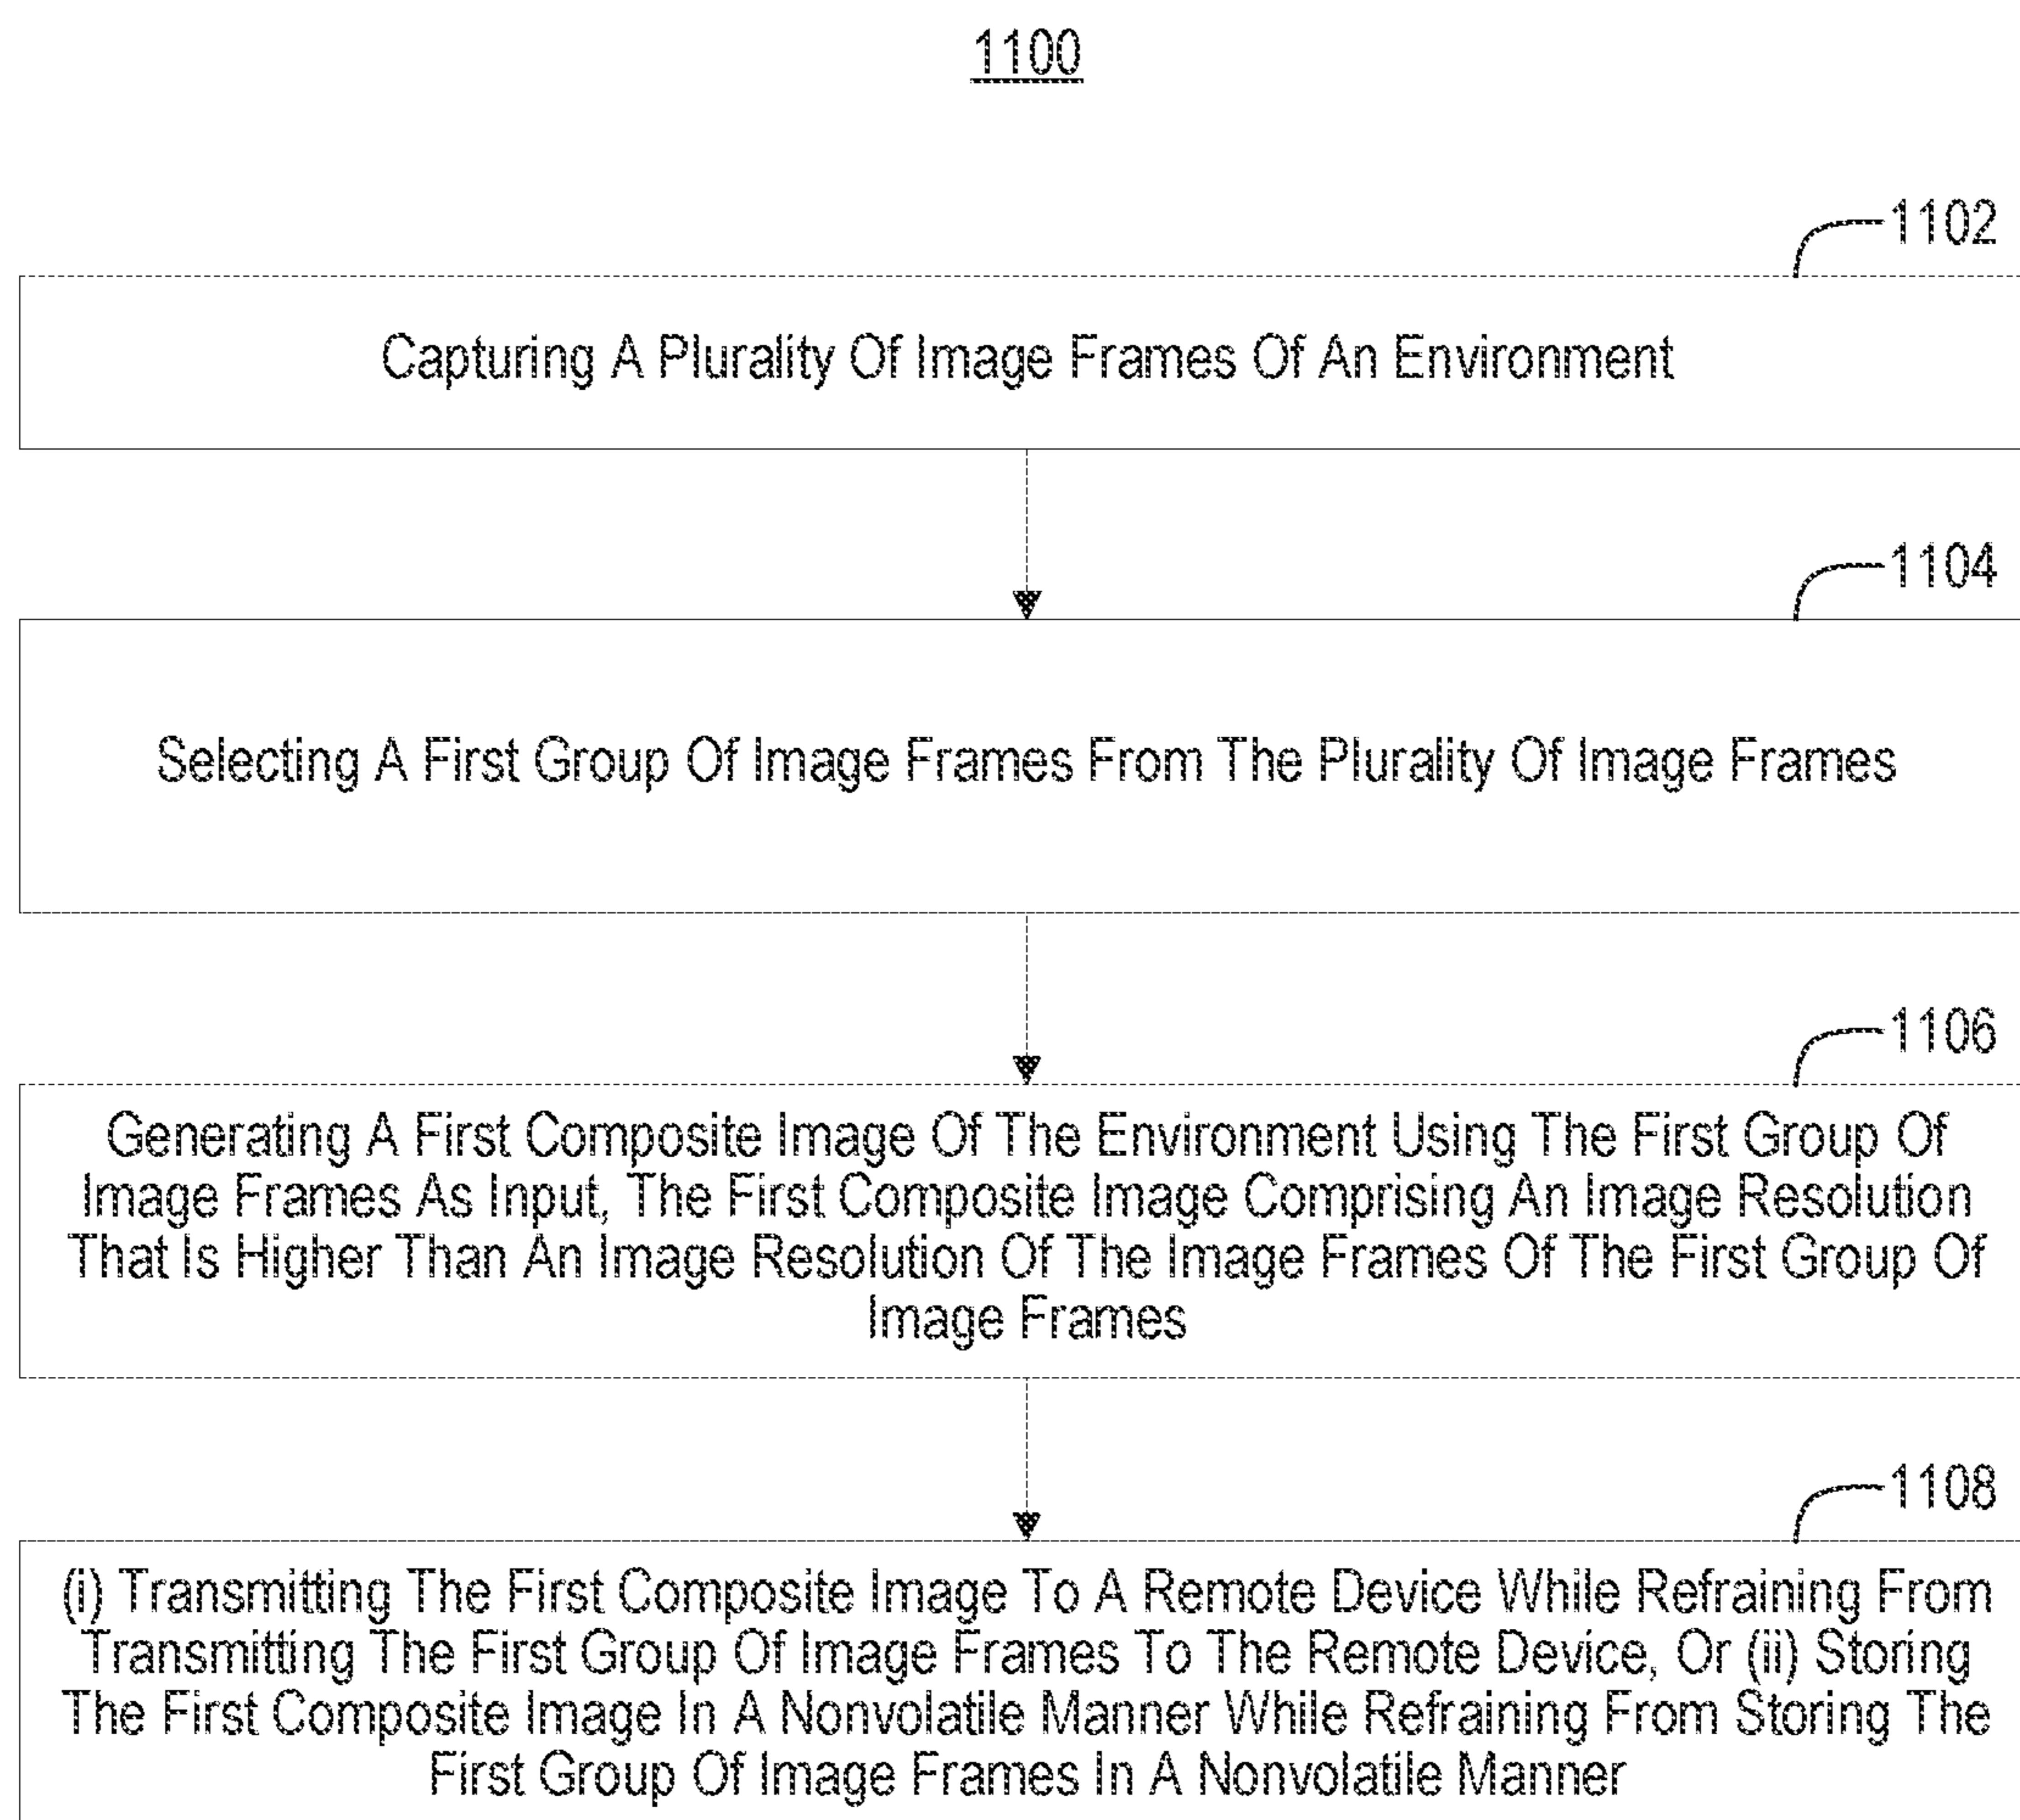 1100
1102
Capturing A Plurality Of Image Frames Of An Environment
1104
Selecting A First Group Of Image Frames From The Plurality Of Image Frames
1106
Generating A First Composite Image Of The Environment Using The First Group Of
Image Frames As Input, The First Composite Image Comprising An Image Resolution
That Is Higher Than An Image Resolution Of The Image Frames Of The First Group Of
Image Frames
1108
(i) Transmitting The First Composite Image To A Remote Device While Refraining From
Transmitting The First Group Of Image Frames To The Remote Device, Or (ii) Storing
The First Composite Image In A Nonvolatile Manner While Refraining From Storing The
First Group Of Image Frames In A Nonvolatile Manner